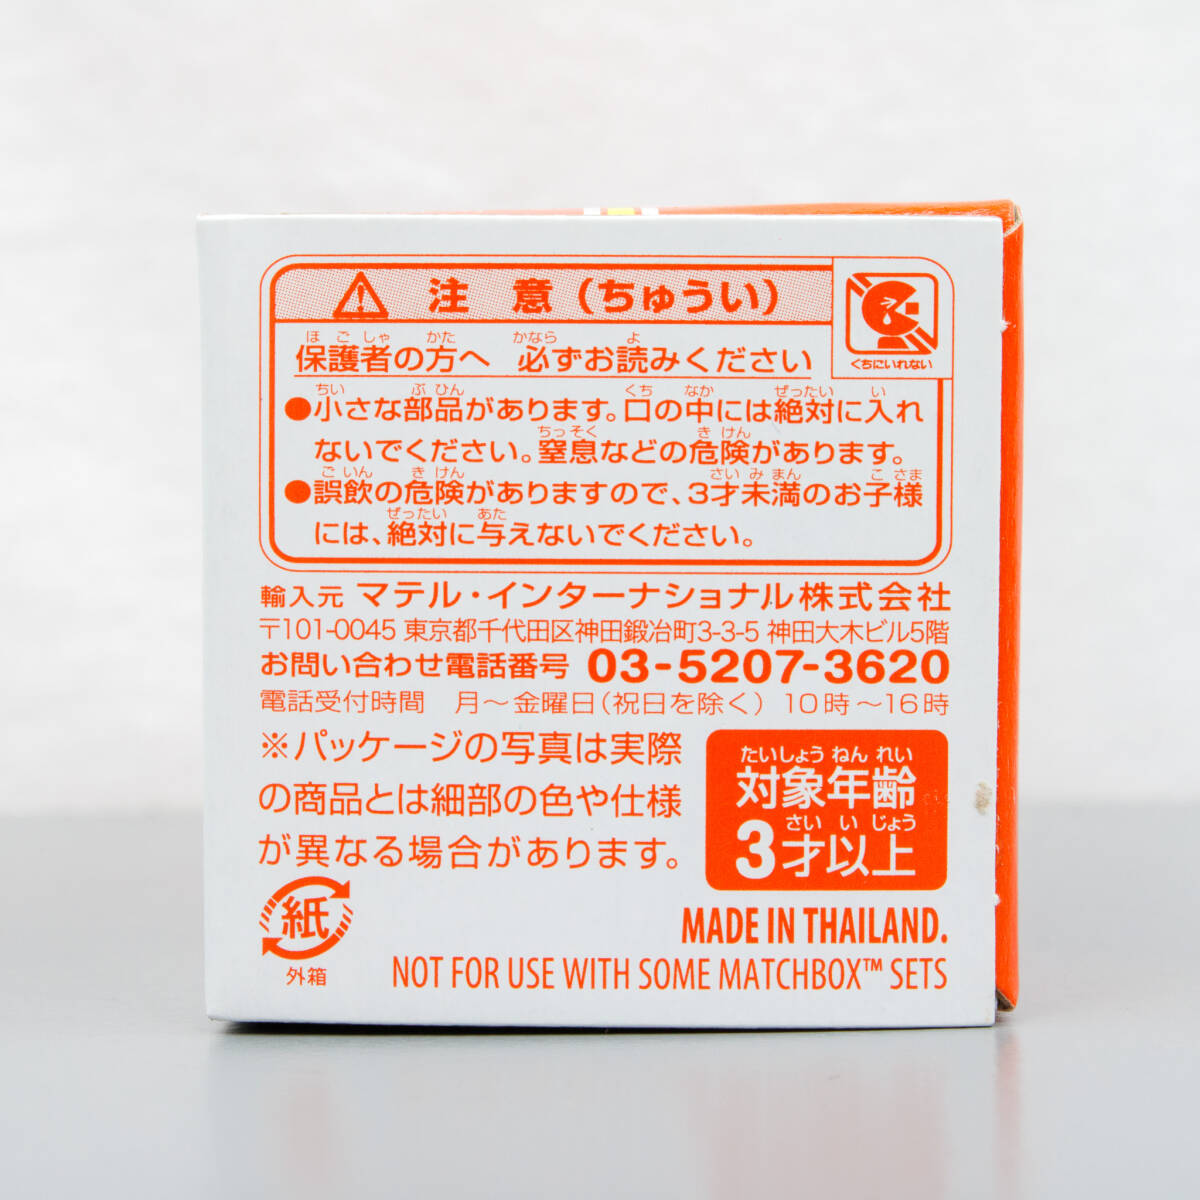 注 意（ちゅうい）
くちにいれない
ほ ご しゃ かた かなら よ
保護者の方へ 必ずお読みください
ちい ぶ ひん くち なか ぜったい い
●小さな部品があります。口の中には絶対に入れ
ちっそく き けん
ないでください。窒息などの危険があります。
ご いん き けん さい み まん こ さま
●誤飲の危険がありますので、3才未満のお子様
ぜったい あた
には、絶対に与えないでください。
輸入元 マテル・インターナショナル株式会社
〒101-0045 東京都千代田区神田鍛冶町3-3-5 神田大木ビル5階
お問い合わせ電話番号 03-5207-3620
電話受付時間 月～金曜日（祝日を除く）10時～16時
※パッケージの写真は実際
の商品とは細部の色や仕様
が異なる場合があります。
たいしょう ねん れい
対象年齢
さい い じょう
3才以上
紙
外箱
MADE IN THAILAND.
NOT FOR USE WITH SOME MATCHBOX™ SETS